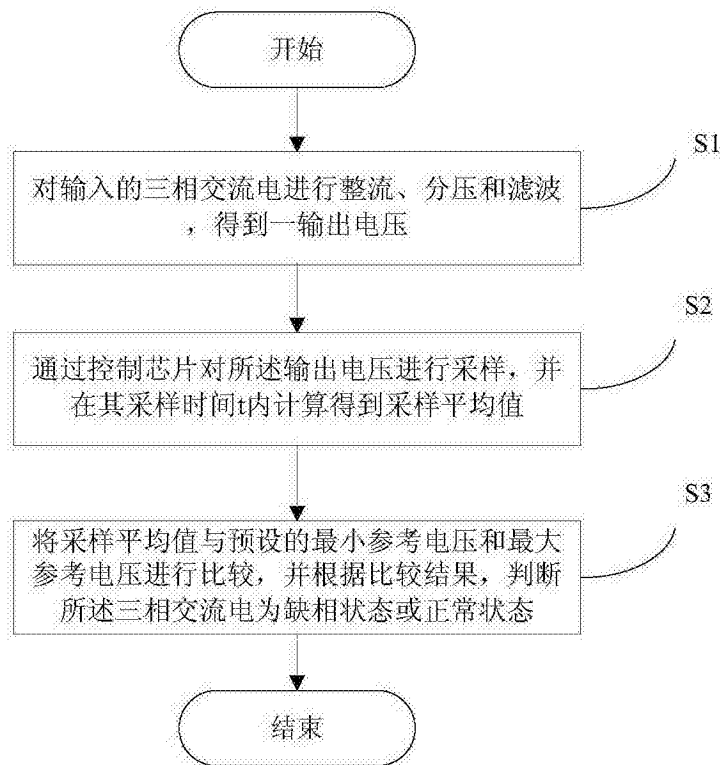 开始
S1
对输入的三相交流电进行整流、分压和滤波
，得到一输出电压
S2
通过控制芯片对所述输出电压进行采样，并
在其采样时间t内计算得到采样平均值
S3
将采样平均值与预设的最小参考电压和最大
参考电压进行比较，并根据比较结果，判断
所述三相交流电为缺相状态或正常状态
结束